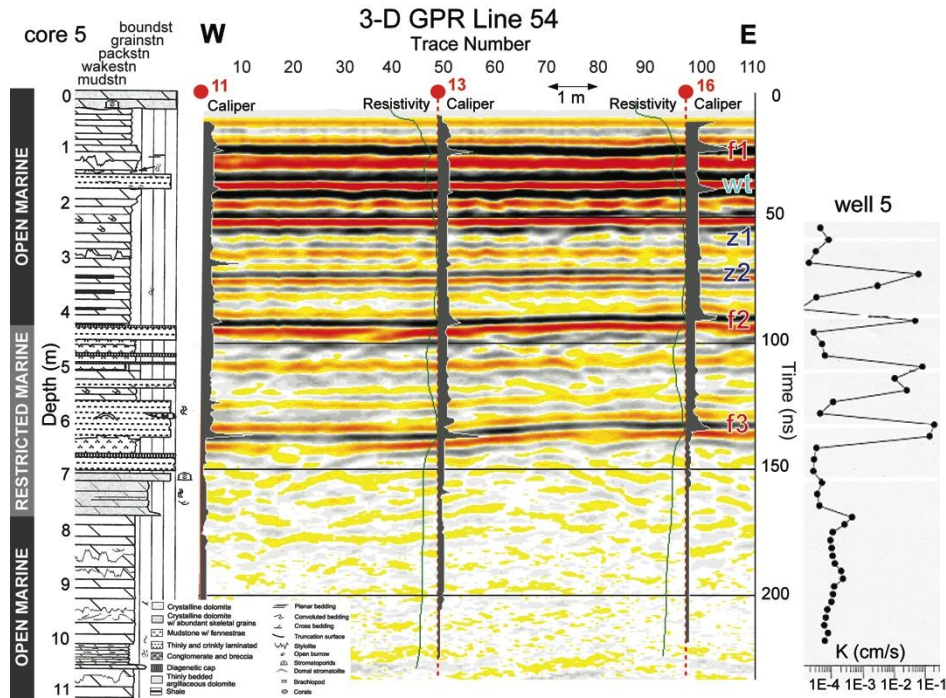 3-D GPR Line 54
core 5
boundst
grainstn
packstn
wakestn
mudstn
W
Trace Number
E
11
10 20 30 40 50 60 70 80 90 100 110
13
16
1 m
Caliper
Resistivity
Caliper
Resistivity
Caliper
OPEN MARINE
RESTRICTED MARINE
OPEN MARINE
Depth (m)
0
1
2
3
4
5
6
7
8
9
10
11
f1
wt
z1
z2
f2
f3
0
50
100
150
200
Time (ns)
well 5
K (cm/s)
1E-4 1E-3 1E-2 1E-1
Crystalline dolomite
Crystalline dolomite
w/ abundant skeletal grains
Mudstone w/ fenestrae
Thinly and crinkly laminated
Conglomerate and breccia
Diagenetic cap
Thinly bedded
argillaceous dolomite
Shale
Planar bedding
Convoluted bedding
Cross bedding
Truncation surface
Stylolite
Open burrow
Stromatoporids
Domal stromatolite
Brachiopod
Corals